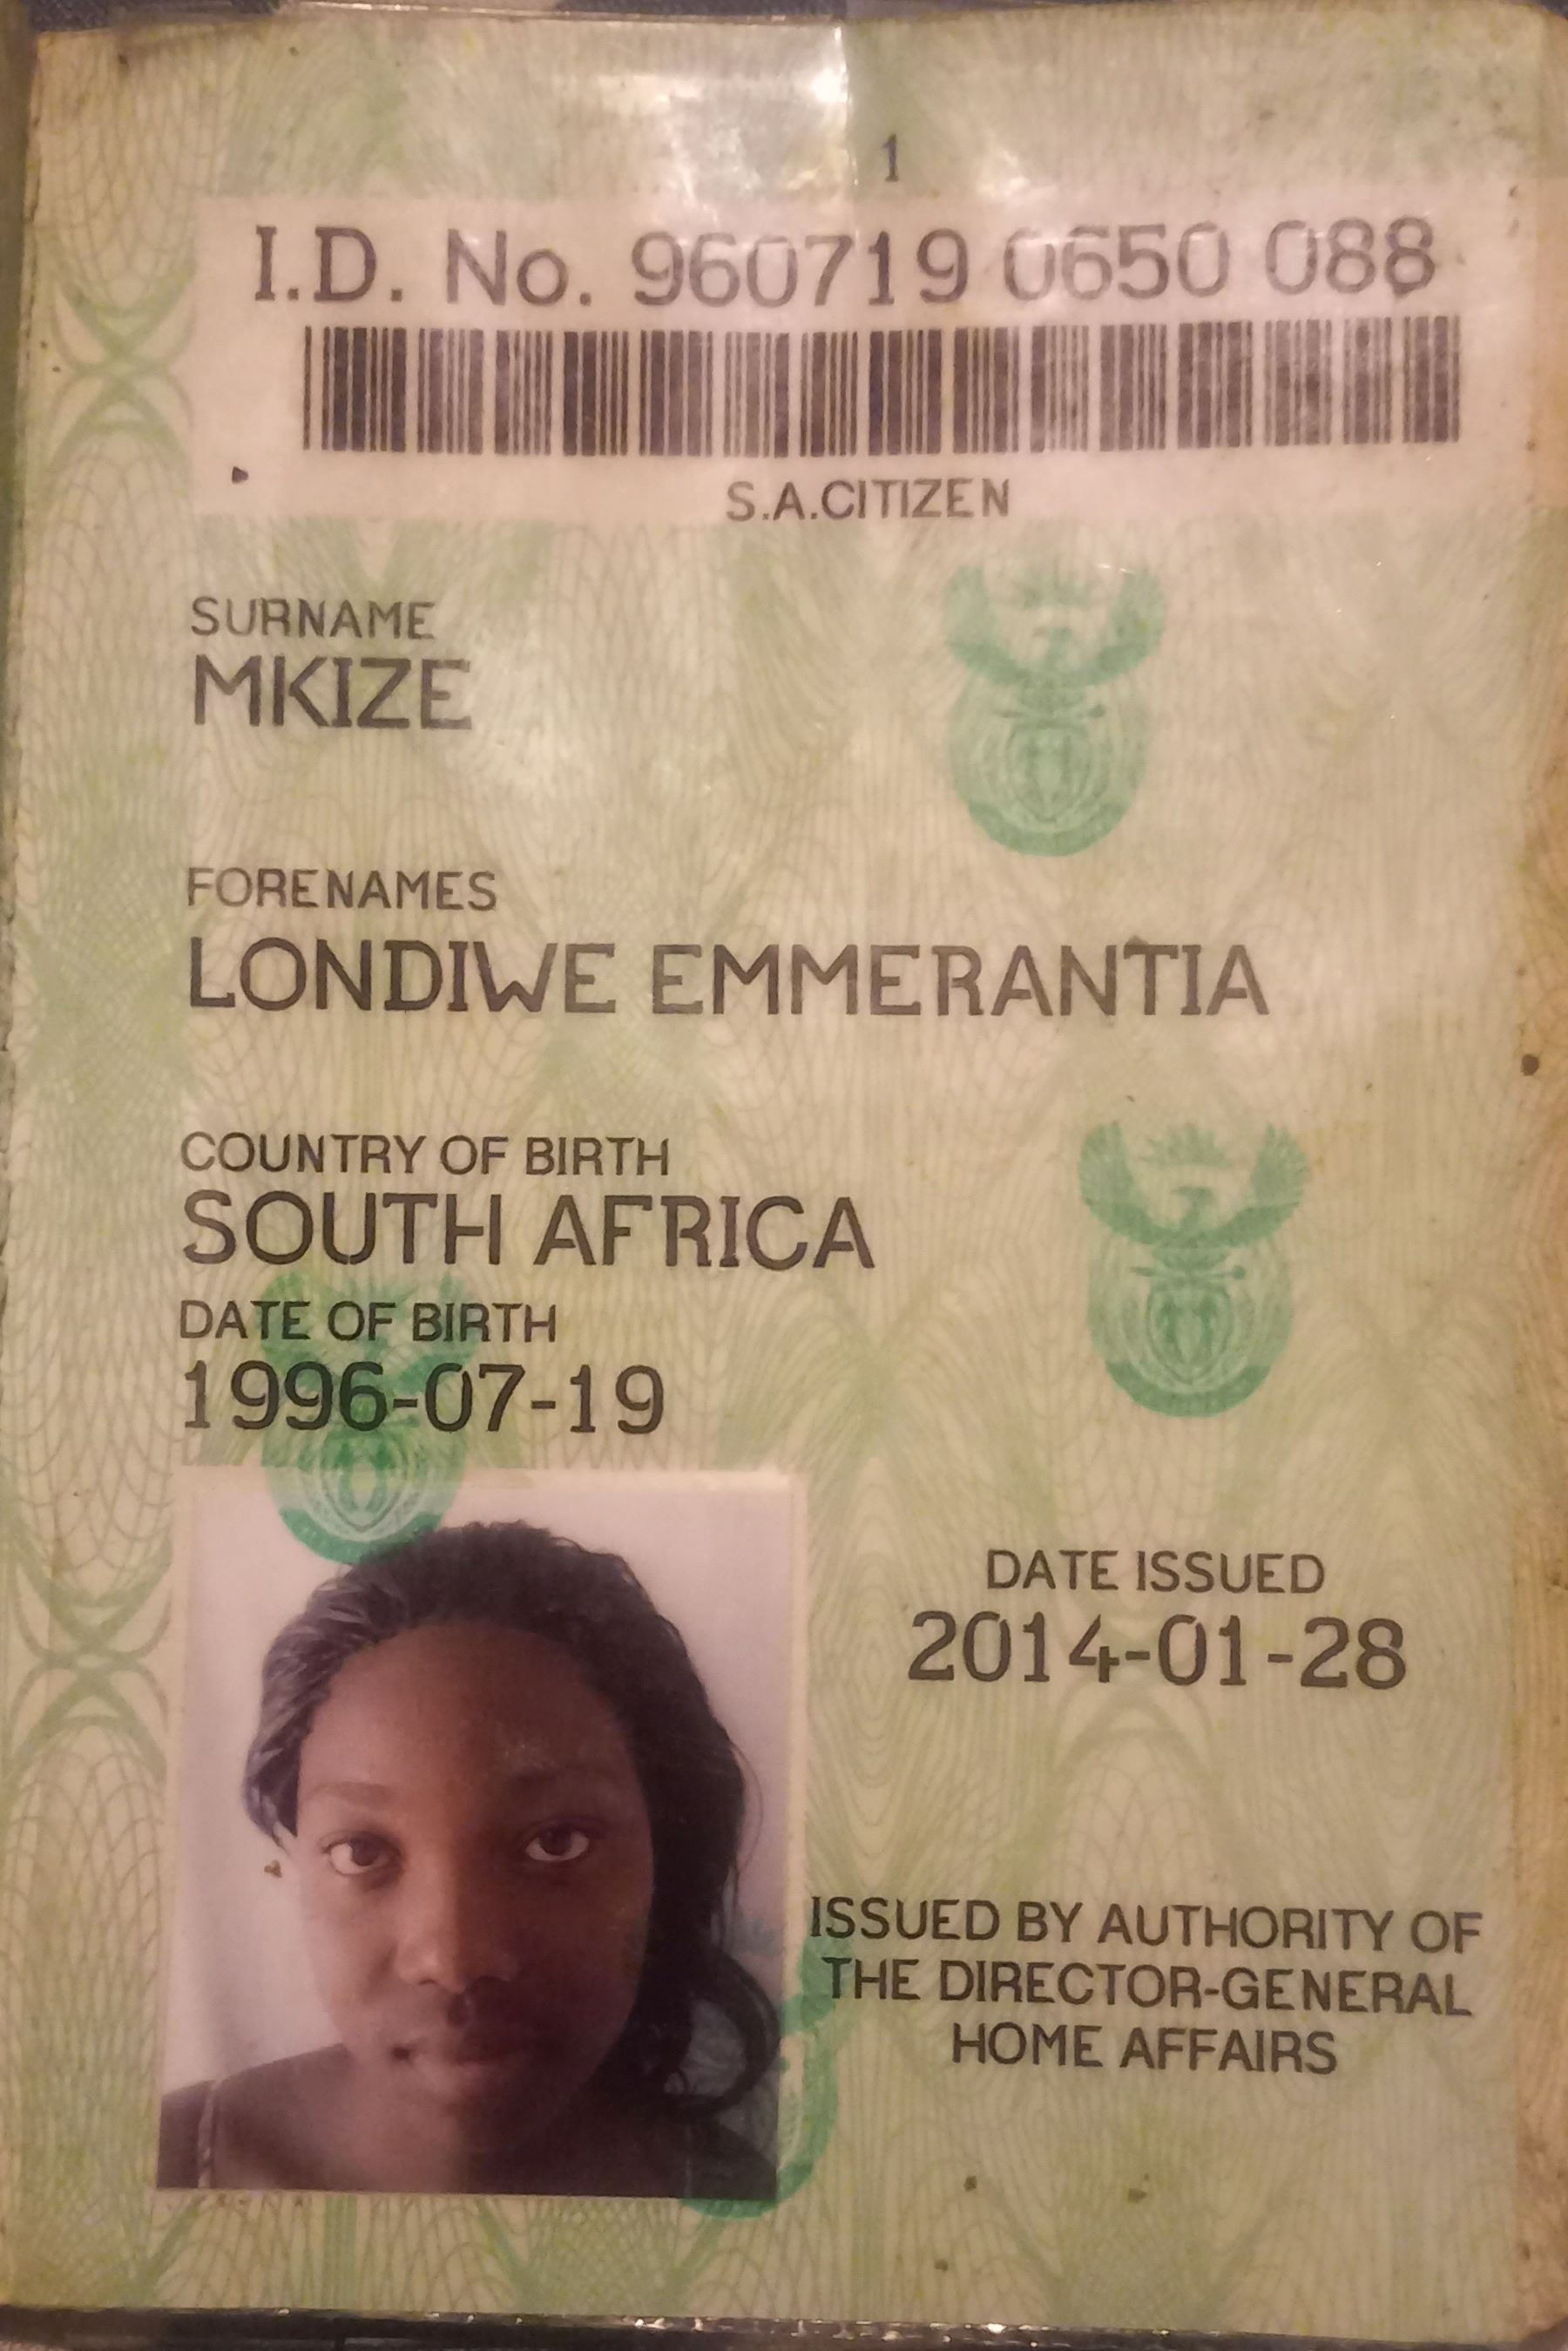 1
I.D. No. 960719 0650 088
S.A.CITIZEN
SURNAME
MKIZE
FORENAMES
LONDIWE EMMERANTIA
COUNTRY OF BIRTH
SOUTH AFRICA
DATE OF BIRTH
1996-07-19
DATE ISSUED
2014-01-28
ISSUED BY AUTHORITY OF
THE DIRECTOR-GENERAL
HOME AFFAIRS